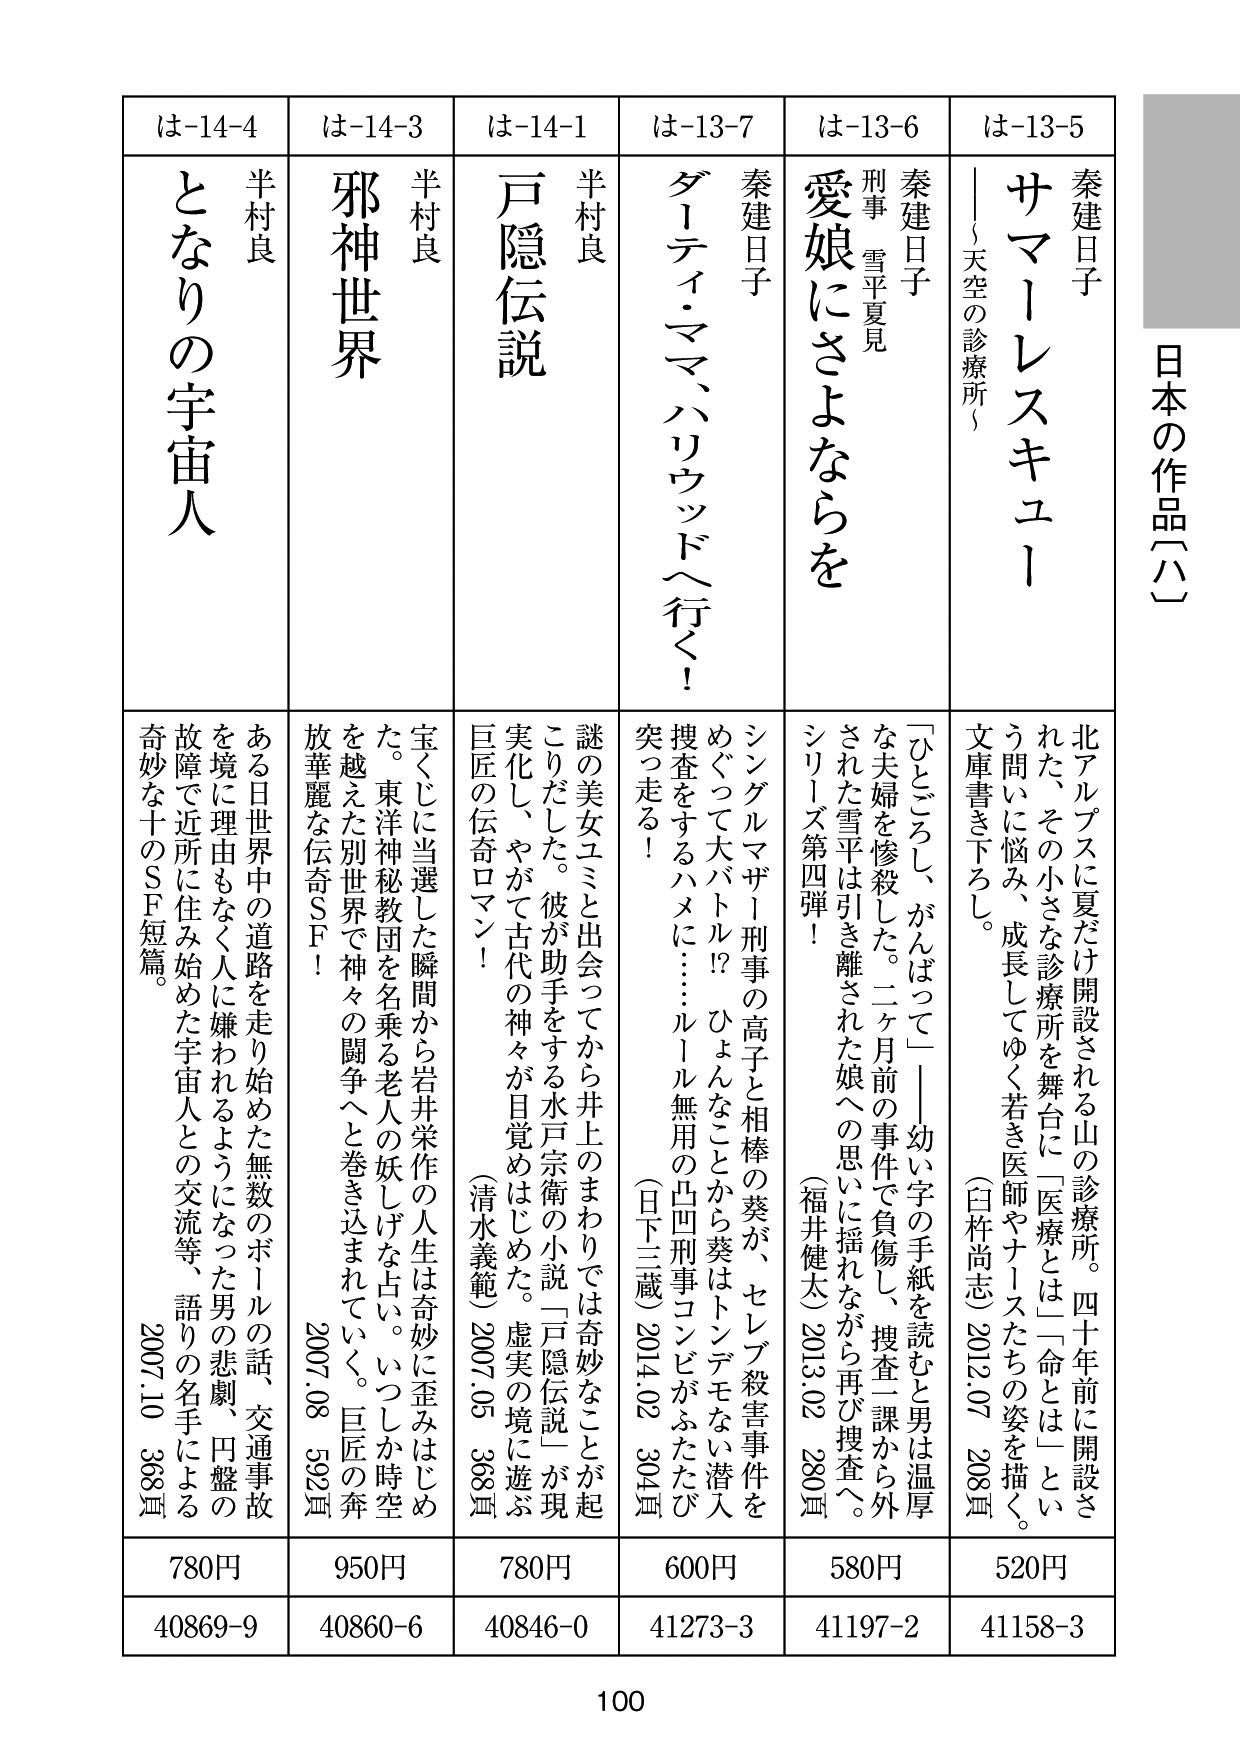 日本の作品〔ハ〕
は-13-5
秦建日子
サマーレスキュー
――～天空の診療所～
北アルプスに夏だけ開設される山の診療所。四十年前に開設さ
れた、その小さな診療所を舞台に「医療とは」「命とは」とい
う問いに悩み、成長してゆく若き医師やナースたちの姿を描く。
文庫書き下ろし。　（臼杵尚志）2012.07　208頁
520円
41158-3
は-13-6
秦建日子
刑事　雪平夏見
愛娘にさよならを
「ひとごろし、がんばって」――幼い字の手紙を読むと男は温厚
な夫婦を惨殺した。二ヶ月前の事件で負傷し、捜査一課から外
された雪平は引き離された娘への思いに揺れながら再び捜査へ。
シリーズ第四弾！　（福井健太）2013.02　280頁
580円
41197-2
は-13-7
秦建日子
ダーティ・ママ、ハリウッドへ行く！
シングルマザー刑事の高子と相棒の葵が、セレブ殺害事件を
めぐって大バトル!?　ひょんなことから葵はトンデモない潜入
捜査をするハメに……ルール無用の凸凹刑事コンビがふたたび
突っ走る！　（日下三蔵）2014.02　304頁
600円
41273-3
は-14-1
半村良
戸隠伝説
謎の美女ユミと出会ってから井上のまわりでは奇妙なことが起
こりだした。彼が助手をする水戸宗衛の小説「戸隠伝説」が現
実化し、やがて古代の神々が目覚めはじめた。虚実の境に遊ぶ
巨匠の伝奇ロマン！　（清水義範）2007.05　368頁
780円
40846-0
は-14-3
半村良
邪神世界
宝くじに当選した瞬間から岩井栄作の人生は奇妙に歪みはじめ
た。東洋神秘教団を名乗る老人の妖しげな占い。いつしか時空
を越えた別世界で神々の闘争へと巻き込まれていく。巨匠の奔
放華麗な伝奇ＳＦ！　2007.08　592頁
950円
40860-6
は-14-4
半村良
となりの宇宙人
ある日世界中の道路を走り始めた無数のボールの話、交通事故
を境に理由もなく人に嫌われるようになった男の悲劇、円盤の
故障で近所に住み始めた宇宙人との交流等、語りの名手による
奇妙な十のＳＦ短篇。　2007.10　368頁
780円
40869-9
100